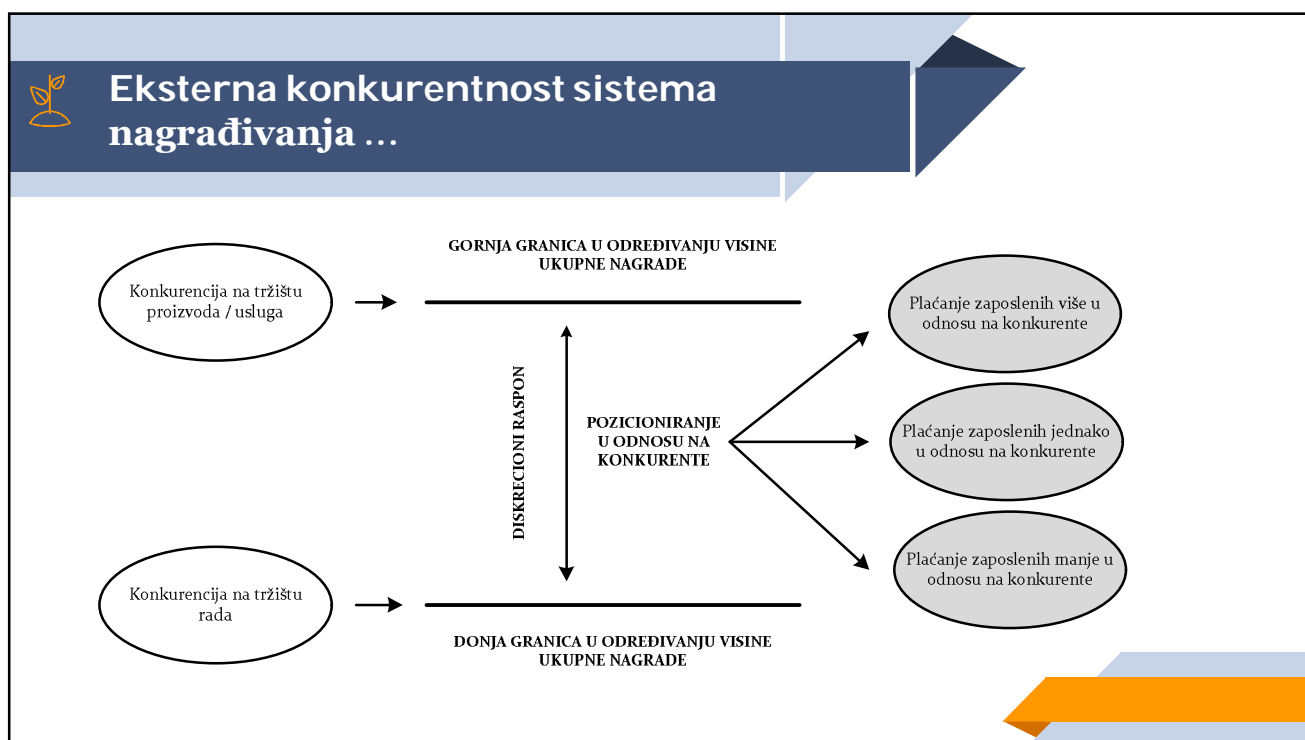 Eksterna konkurentnost sistema
nagrađivanja ...
GORNJA GRANICA U ODREĐIVANJU VISINE
UKUPNE NAGRADE
Konkurencija na tržištu
proizvoda / usluga
DISKRECIONI RASPON
POZICIONIRANJE
U ODNOSU NA
KONKURENTE
Plaćanje zaposlenih više u
odnosu na konkurente
Plaćanje zaposlenih jednako
u odnosu na konkurente
Plaćanje zaposlenih manje u
odnosu na konkurente
Konkurencija na tržištu
rada
DONJA GRANICA U ODREĐIVANJU VISINE
UKUPNE NAGRADE